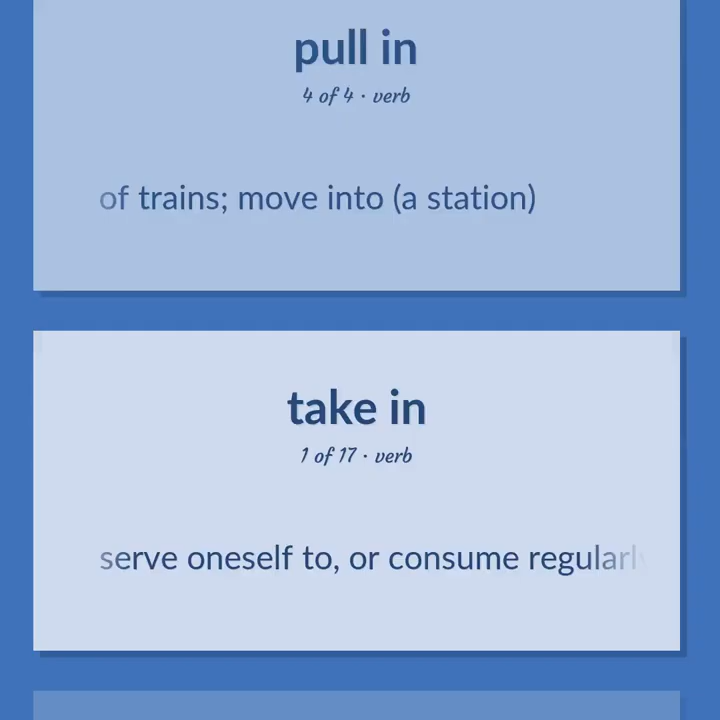 pull in
4 of 4 · verb
of trains; move into (a station)
take in
1 of 17 · verb
serve oneself to, or consume regularly